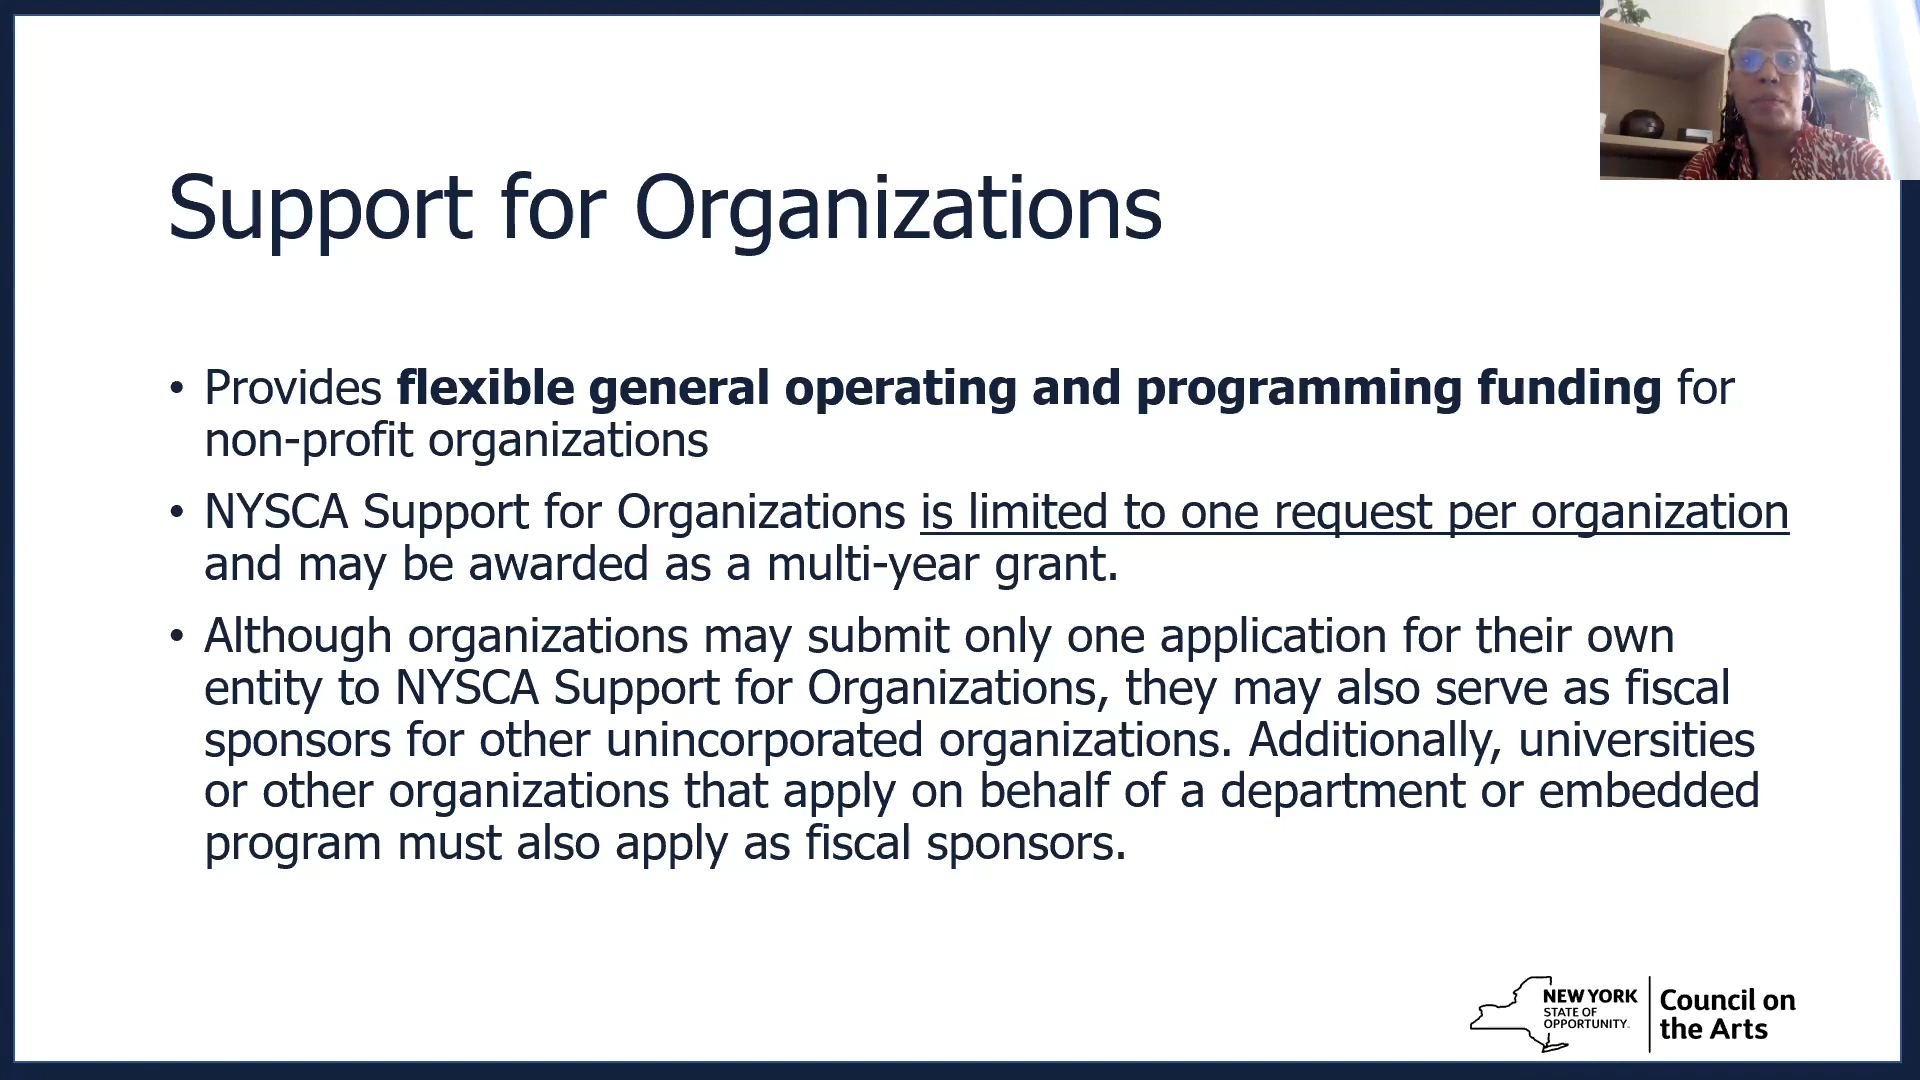 Support for Organizations
• Provides flexible general operating and programming funding for
non-profit organizations
• NYSCA Support for Organizations is limited to one request per organization
and may be awarded as a multi-year grant.
• Although organizations may submit only one application for their own
entity to NYSCA Support for Organizations, they may also serve as fiscal
sponsors for other unincorporated organizations. Additionally, universities
or other organizations that apply on behalf of a department or embedded
program must also apply as fiscal sponsors.
NEW YORK
STATE OF
OPPORTUNITY.
Council on
the Arts